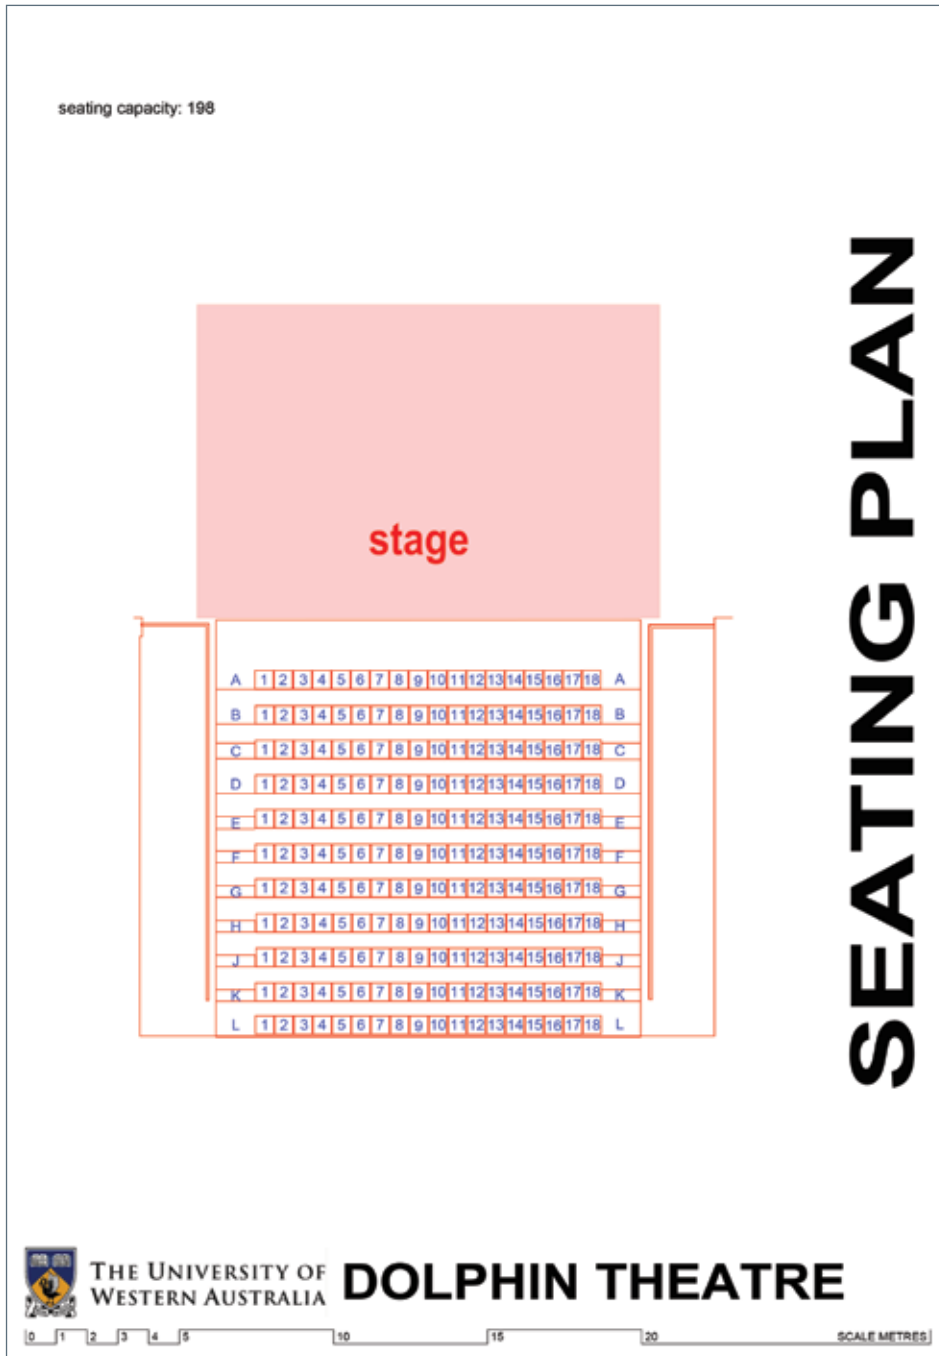 seating capacity: 198
SEATING PLAN
stage
A 1 2 3 4 5 6 7 8 9 10 11 12 13 14 15 16 17 18 A
B 1 2 3 4 5 6 7 8 9 10 11 12 13 14 15 16 17 18 B
C 1 2 3 4 5 6 7 8 9 10 11 12 13 14 15 16 17 18 C
D 1 2 3 4 5 6 7 8 9 10 11 12 13 14 15 16 17 18 D
E 1 2 3 4 5 6 7 8 9 10 11 12 13 14 15 16 17 18 E
F 1 2 3 4 5 6 7 8 9 10 11 12 13 14 15 16 17 18 F
G 1 2 3 4 5 6 7 8 9 10 11 12 13 14 15 16 17 18 G
H 1 2 3 4 5 6 7 8 9 10 11 12 13 14 15 16 17 18 H
J 1 2 3 4 5 6 7 8 9 10 11 12 13 14 15 16 17 18 J
K 1 2 3 4 5 6 7 8 9 10 11 12 13 14 15 16 17 18 K
L 1 2 3 4 5 6 7 8 9 10 11 12 13 14 15 16 17 18 L
THE UNIVERSITY OF
WESTERN AUSTRALIA
DOLPHIN THEATRE
0 1 2 3 4 5 10 15 20 SCALE METRES